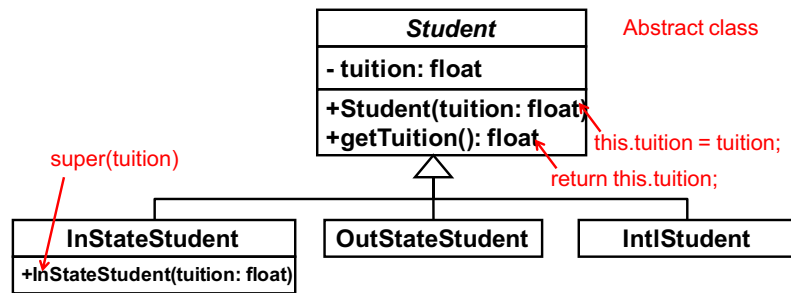 Student
Abstract class
- tuition: float
+Student(tuition: float)
+getTuition(): float
this.tuition = tuition;
super(tuition)
return this.tuition;
InStateStudent
OutStateStudent
IntlStudent
+InStateStudent(tuition: float)